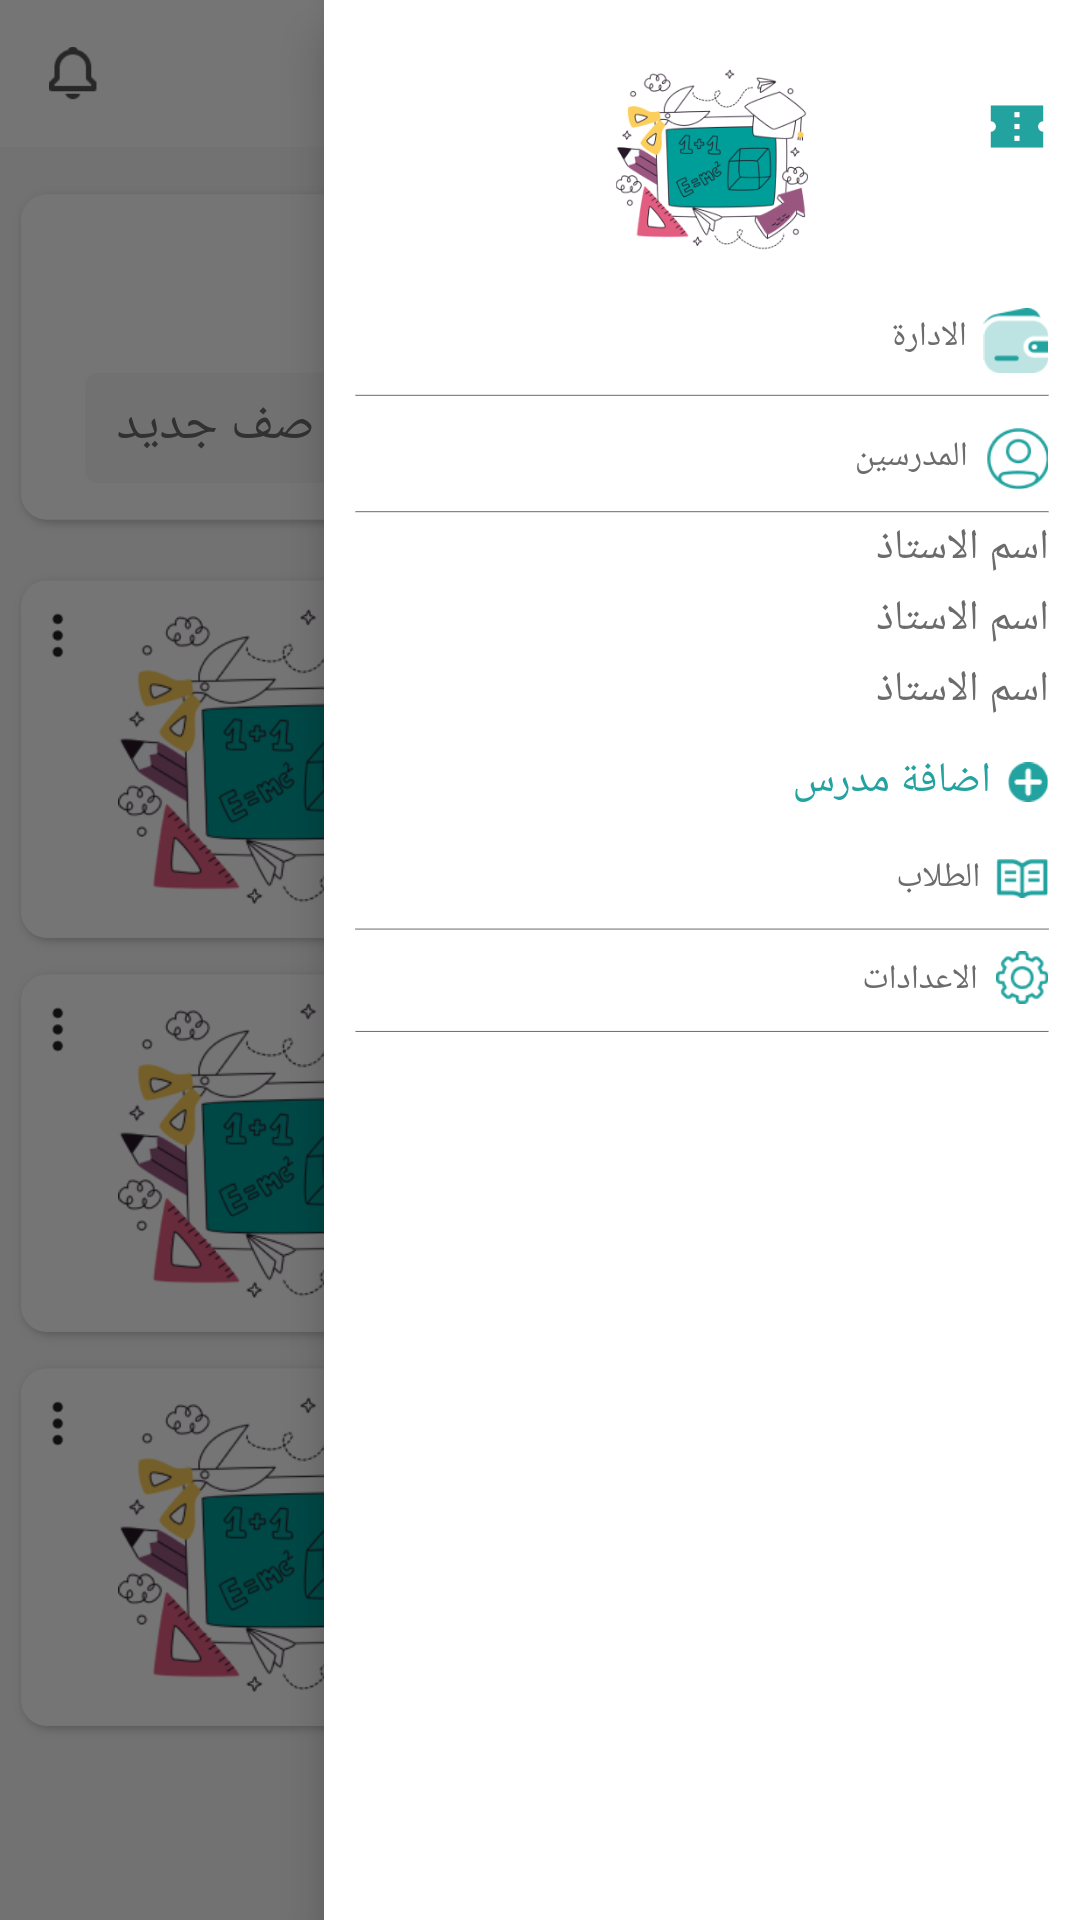 1+1
E=mc²
الادارة
المدرسين
اسم الاستاذ
اسم الاستاذ
اسم الاستاذ
اضافة مدرس
الطلاب
الاعدادات
صف جديد
1+1
E=mc²
1+1
E=mc²
1+1
E=mc²